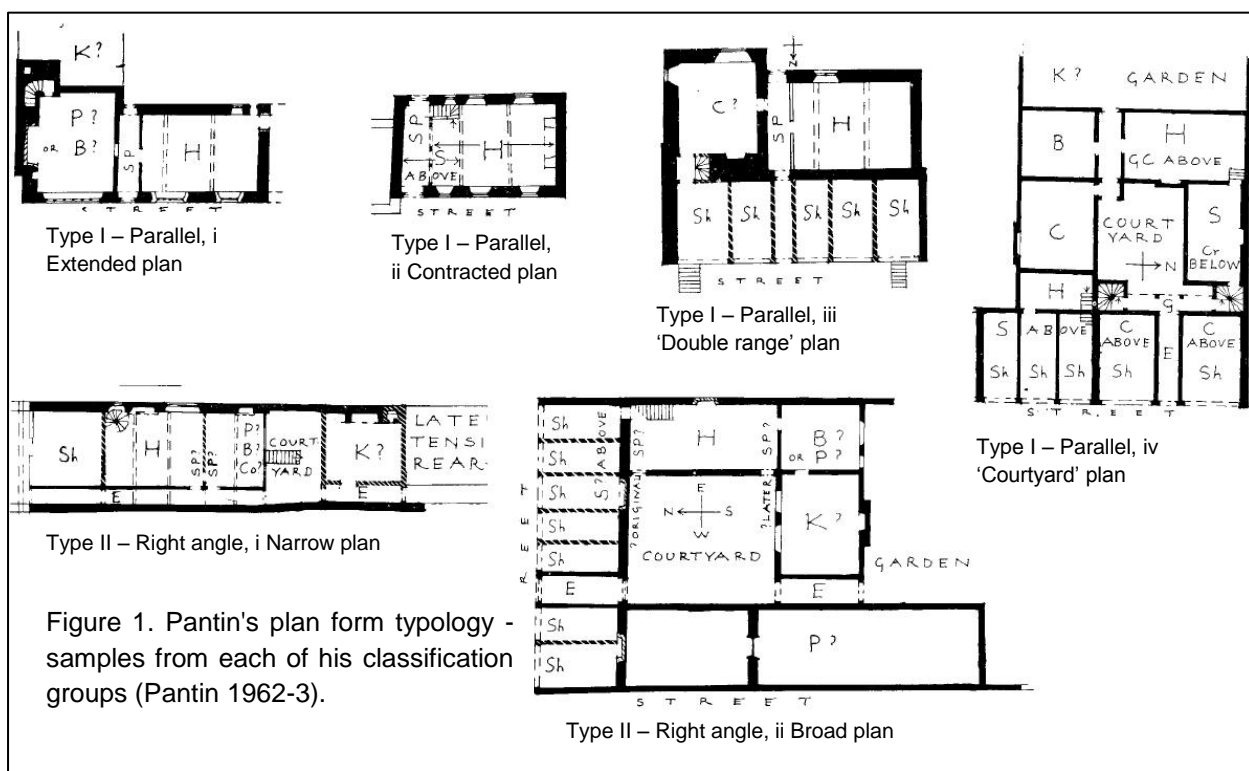 K?
P?
OR B?
SP
H
STREET
Type I – Parallel, i
Extended plan
SP
S
H
ABOVE
STREET
Type I – Parallel,
ii Contracted plan
N
C?
SP
H
Sh Sh Sh Sh Sh
STREET
Type I – Parallel, iii
'Double range' plan
K? GARDEN
B
H
GC ABOVE
C
COURT
YARD
N
S
Cr
BELOW
H
G
S ABOVE C ABOVE E C ABOVE
Sh Sh Sh Sh Sh
STREET
Type I – Parallel, iv
'Courtyard' plan
Sh
H
SP?
SP?
P?
B?
Co?
COURT
YARD
K?
LATE
TENSI
REAR
E E
Type II – Right angle, i Narrow plan
Sh
Sh
Sh
Sh
Sh
S? ABOVE
SP?
H
SP?
B?
OR P?
?ORIGINAL
?LATER
E
N S
W
COURTYARD
K?
GARDEN
REET
E
E
Sh
Sh
P?
STREET
Type II – Right angle, ii Broad plan
Figure 1. Pantin's plan form typology -
samples from each of his classification
groups (Pantin 1962-3).